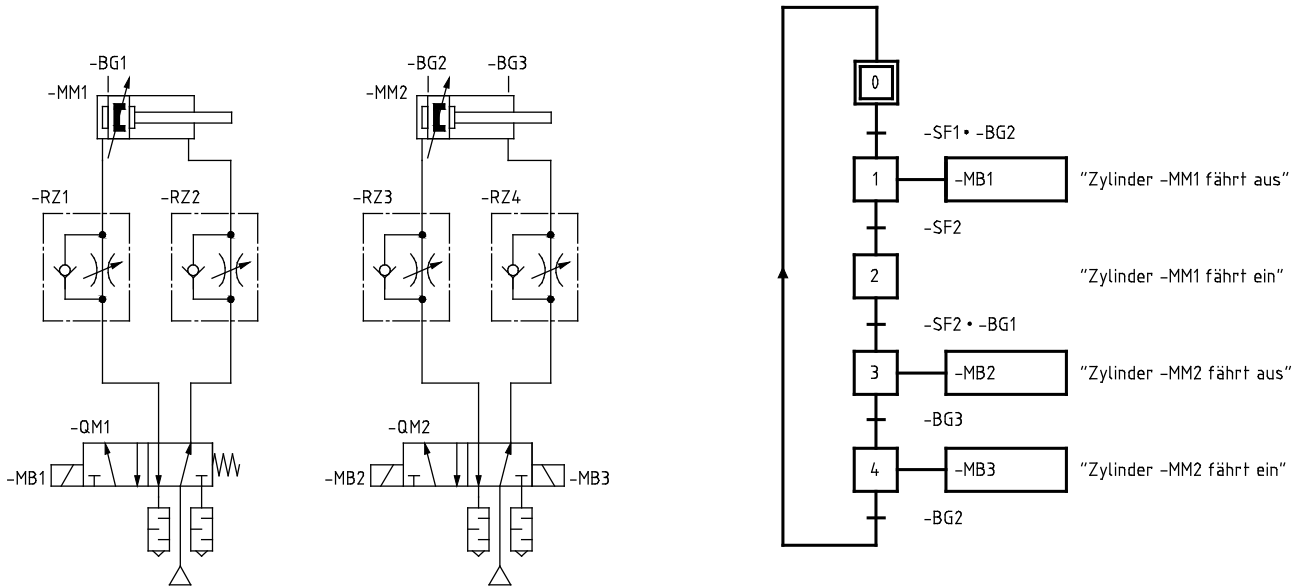 -BG1
-MM1
-BG2
-BG3
-MM2
-RZ1
-RZ2
-RZ3
-RZ4
-QM1
-MB1
-QM2
-MB2
-MB3
0
-SF1 • -BG2
1
-MB1
"Zylinder -MM1 fährt aus"
-SF2
2
"Zylinder -MM1 fährt ein"
-SF2 • -BG1
3
-MB2
"Zylinder -MM2 fährt aus"
-BG3
4
-MB3
"Zylinder -MM2 fährt ein"
-BG2